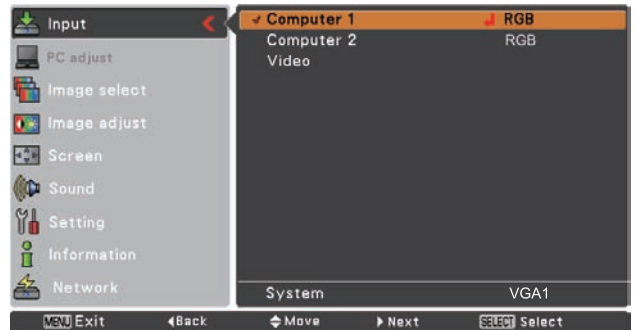 Input
PC adjust
Image select
Image adjust
Screen
Sound
Setting
Information
Network
Computer 1 RGB
Computer 2 RGB
Video
System VGA1
MENU Exit Back Move Next SELECT Select